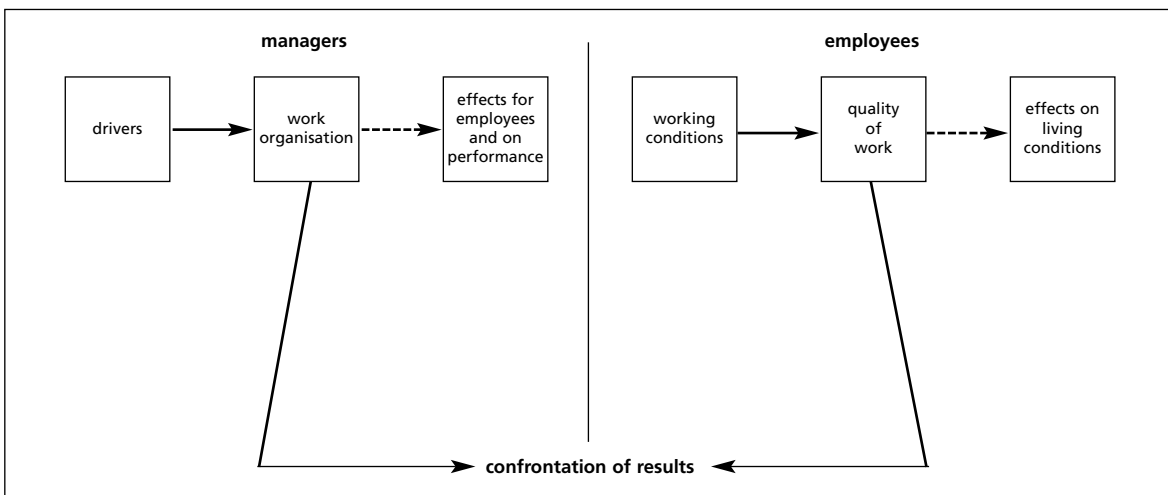 managers
drivers
work
organisation
effects for
employees
and on
performance
employees
working
conditions
quality
of
work
effects on
living
conditions
confrontation of results